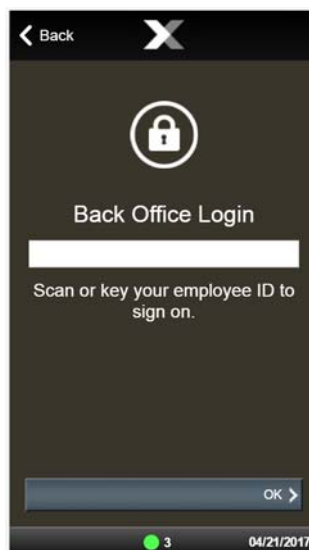 Back
Back Office Login
Scan or key your employee ID to
sign on.
OK
3 04/21/2017